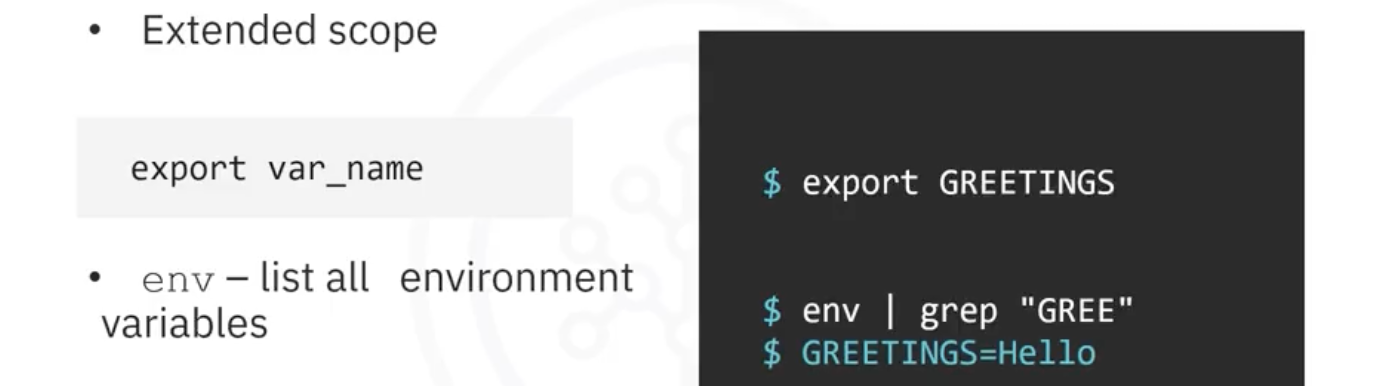 • Extended scope
export var_name
• env – list all environment
variables
$ export GREETINGS
$ env | grep "GREE"
$ GREETINGS=Hello